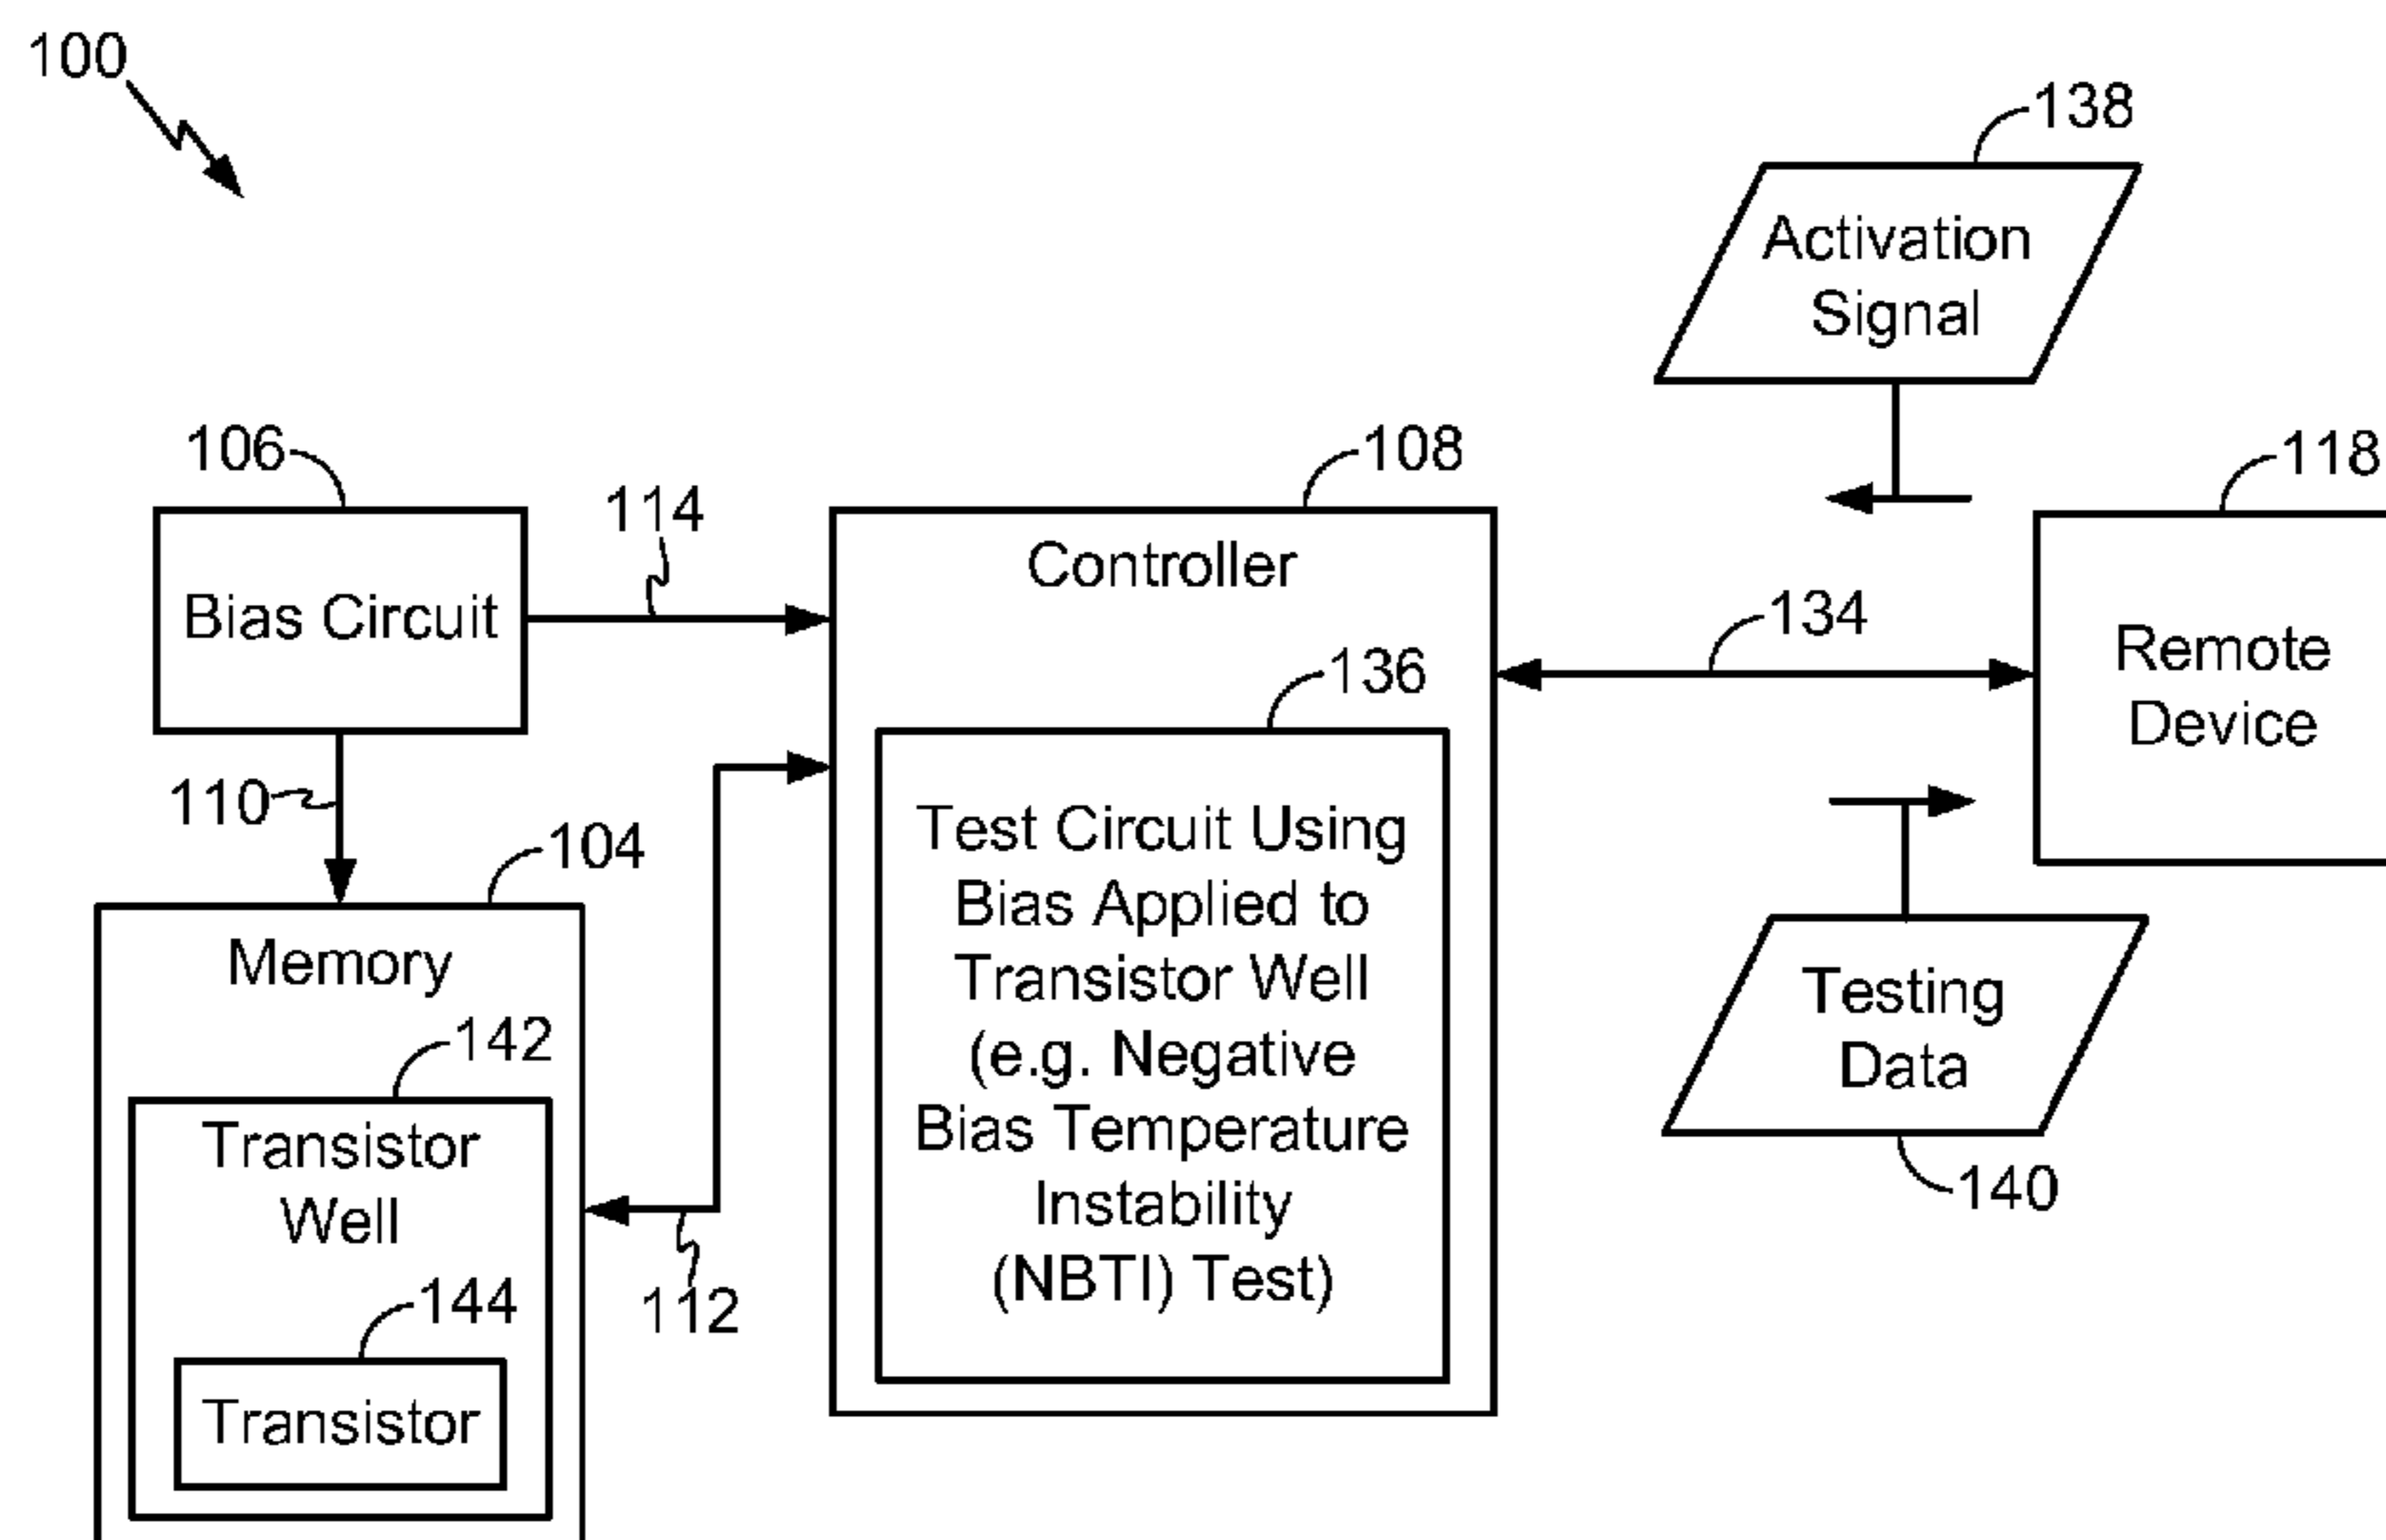 100
138
Activation
Signal
106
114
108
118
Bias Circuit
Controller
134
Remote
Device
136
110
104
Test Circuit Using
Bias Applied to
Transistor Well
(e.g. Negative
Bias Temperature
Instability
(NBTI) Test)
Memory
142
Transistor
Well
144
Transistor
112
Testing
Data
140